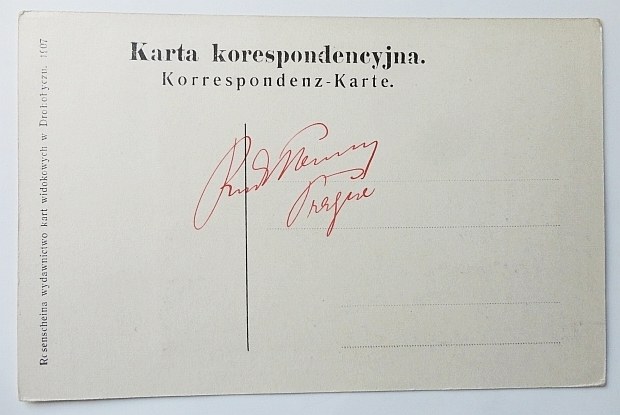 Karta korespondencyjna.
Korrespondenz-Karte.
Rosenscheina wydawnictwo kart widokowych w Drohobyczu. 1907